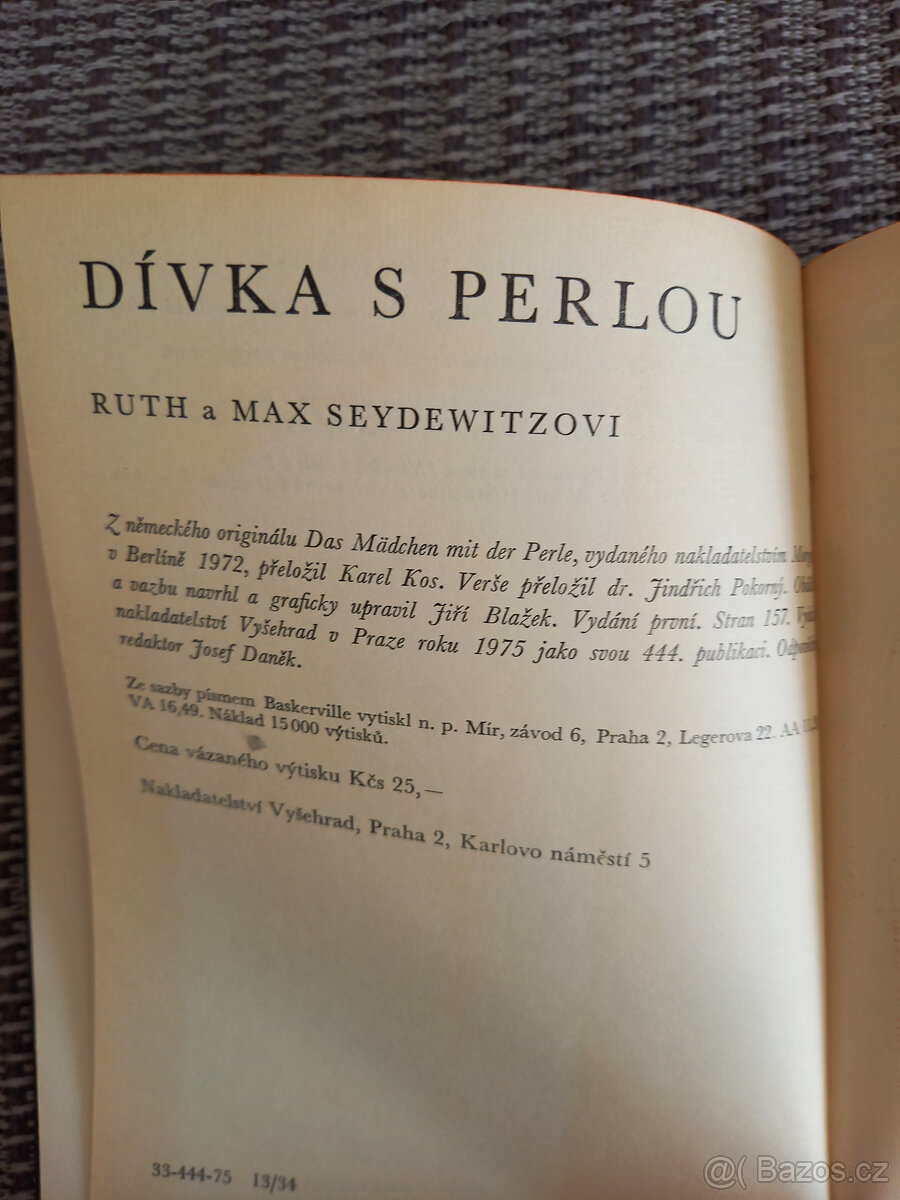 DÍVKA S PERLOU
RUTH a MAX SEYDEWITZOVI
Z německého originálu Das Mädchen mit der Perle, vydaného nakladatelstvím
v Berlíně 1972, přeložil Karel Kos. Verše přeložil dr. Jindřich Pokorný.
a vazbu navrhl a graficky upravil Jiří Blažek. Vydání první. Stran 157.
nakladatelství Vyšehrad v Praze roku 1975 jako svou 444. publikaci.
redaktor Josef Daněk.
Ze sazby písmem Baskerville vytiskl n. p. Mír, závod 6, Praha 2, Legerova 22. AA
VA 16,49. Náklad 15 000 výtisků.
Cena vázaného výtisku Kčs 25,—
Nakladatelství Vyšehrad, Praha 2, Karlovo náměstí 5
33-444-75 13/34
@( Bazos.cz